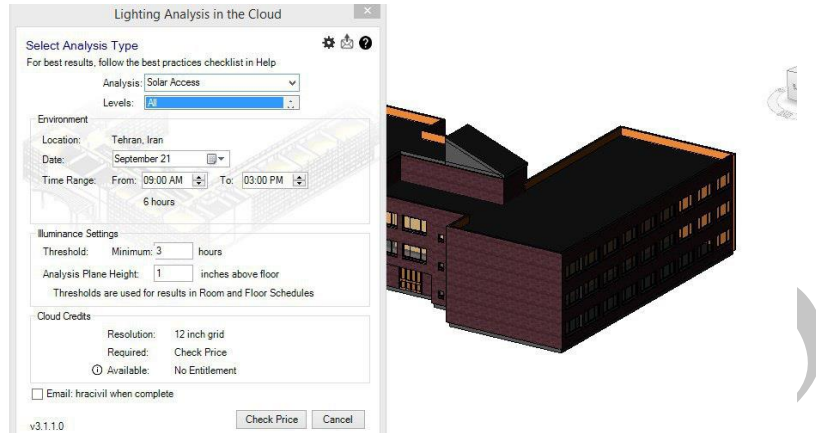 Lighting Analysis in the Cloud
Select Analysis Type
For best results, follow the best practices checklist in Help
Analysis: Solar Access
Levels: All
Environment
Location: Tehran, Iran
Date: September 21
Time Range: From: 09:00 AM To: 03:00 PM
6 hours
Illuminance Settings
Threshold: Minimum: 3 hours
Analysis Plane Height: 1 inches above floor
Thresholds are used for results in Room and Floor Schedules
Cloud Credits
Resolution: 12 inch grid
Required: Check Price
Available: No Entitlement
Email: hracivil when complete
v3.1.1.0
Check Price Cancel